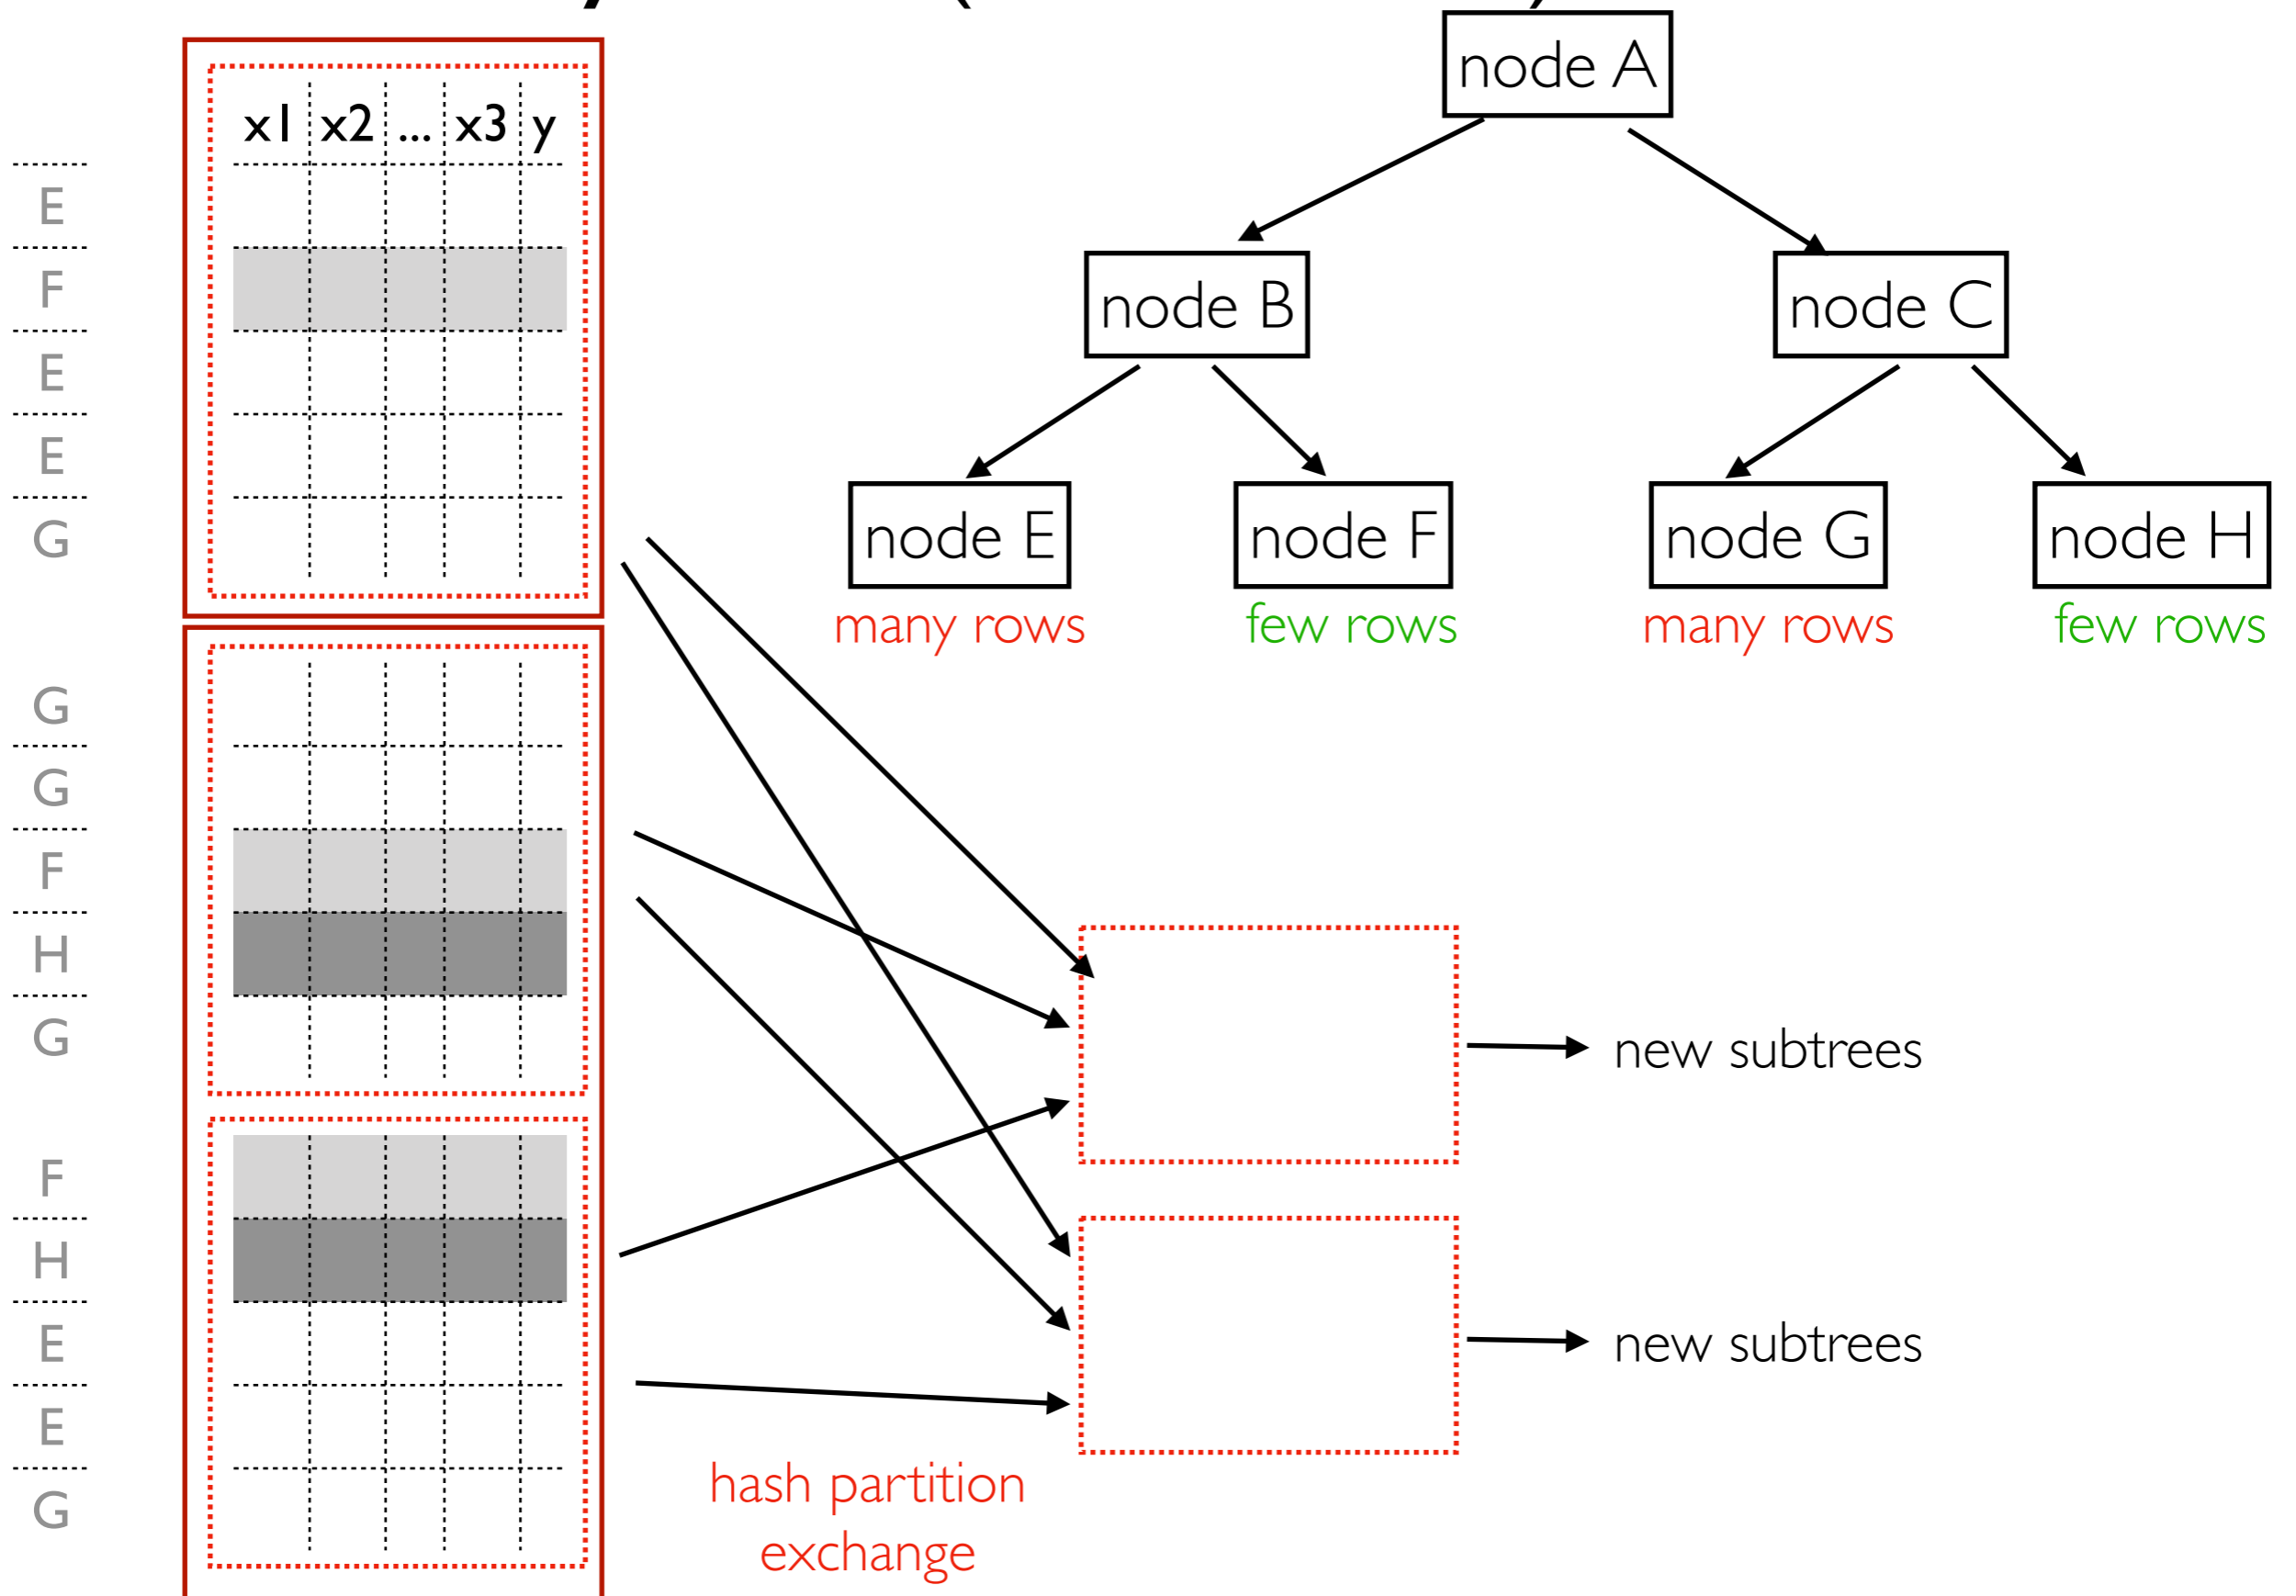 node A
x1 x2 ... x3 y
E
F
E
E
G
node B
node C
node E
node F
node G
node H
many rows
few rows
many rows
few rows
G
G
F
H
G
F
H
E
E
G
new subtrees
new subtrees
hash partition
exchange